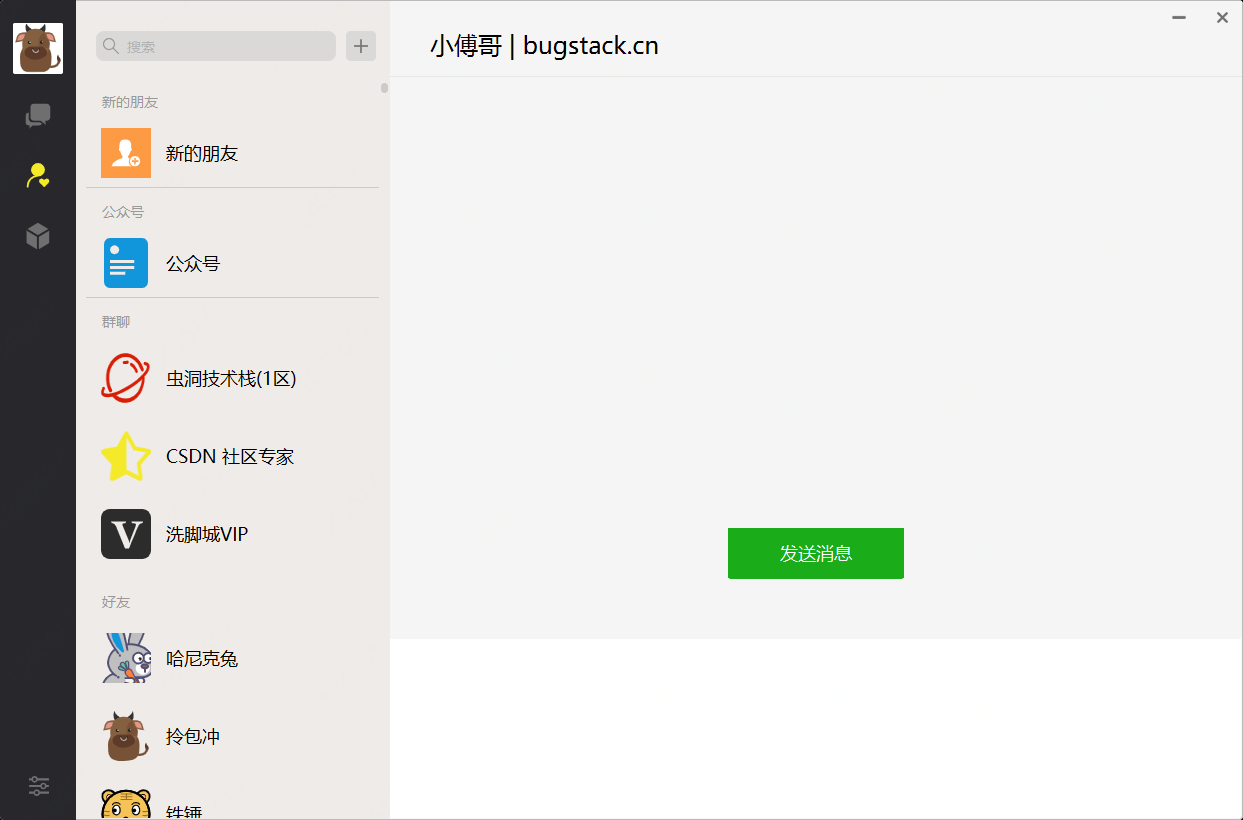 搜索
小傅哥 | bugstack.cn
新的朋友
新的朋友
公众号
公众号
群聊
虫洞技术栈(1区)
CSDN 社区专家
V
洗脚城VIP
发送消息
好友
哈尼克兔
拎包冲
铁锤